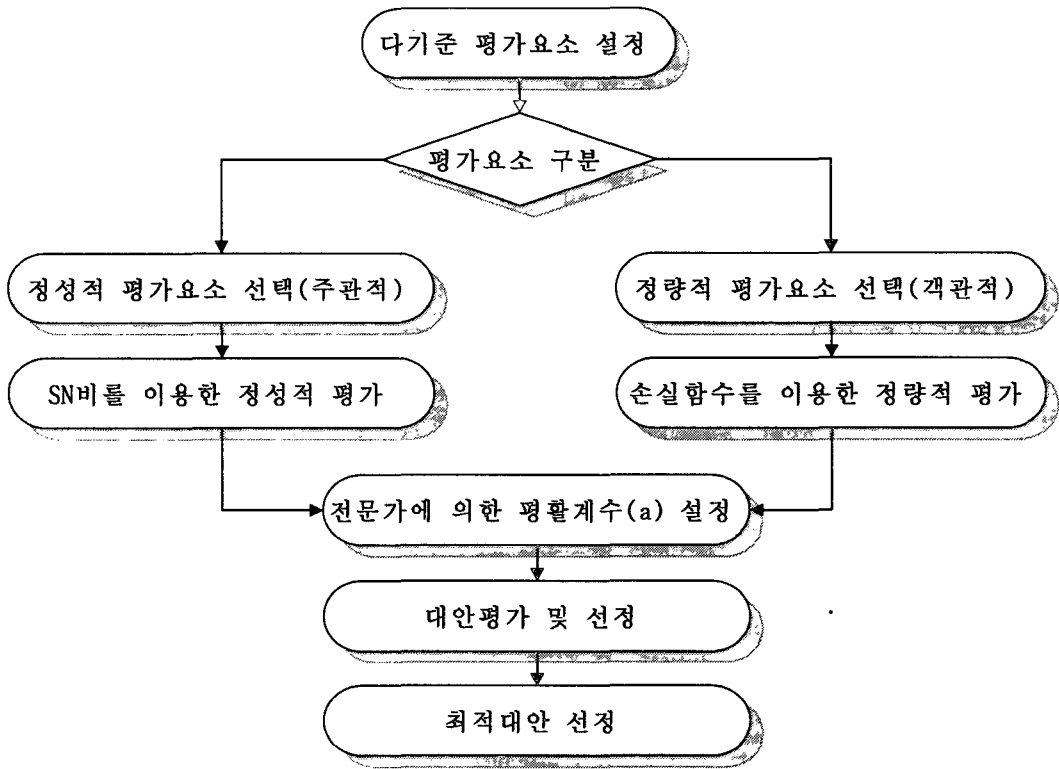 다기준 평가요소 설정
평가요소 구분
정성적 평가요소 선택(주관적)
정량적 평가요소 선택(객관적)
SN비를 이용한 정성적 평가
손실함수를 이용한 정량적 평가
전문가에 의한 평활계수(a) 설정
대안평가 및 선정
최적대안 선정